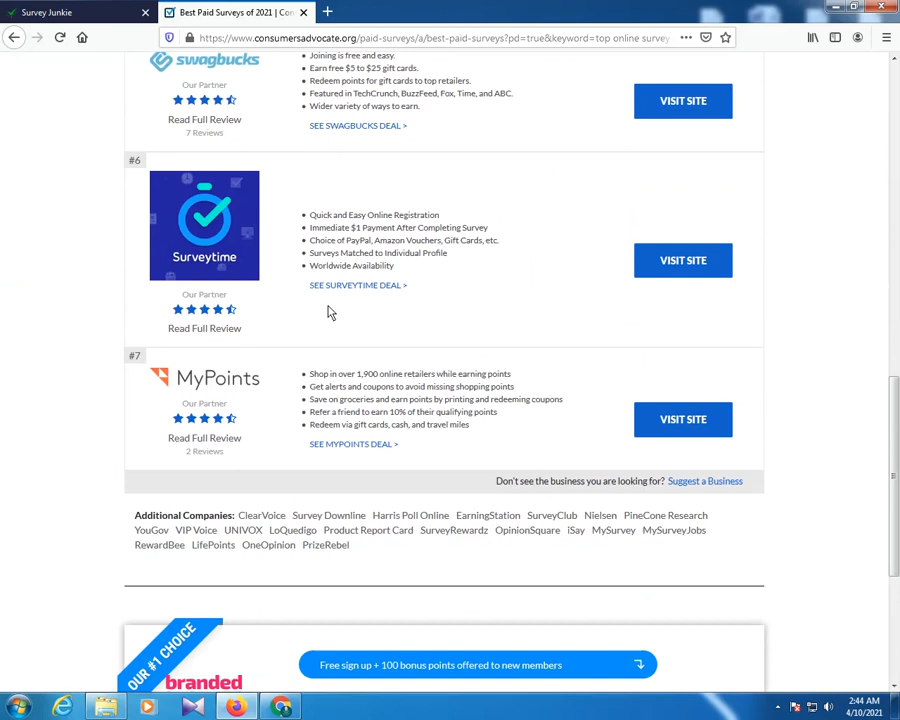 Survey Junkie
Best Paid Surveys of 2021 | Con
https://www.consumersadvocate.org/paid-surveys/a/best-paid-surveys?pd=true&keyword=top online survey
swagbucks
Our Partner
Read Full Review
7 Reviews
Joining is free and easy.
Earn free $5 to $25 gift cards.
Redeem points for gift cards to top retailers.
Featured in TechCrunch, BuzzFeed, Fox, Time, and ABC.
Wider variety of ways to earn.
SEE SWAGBUCKS DEAL >
VISIT SITE
#6
Surveytime
Our Partner
Read Full Review
Quick and Easy Online Registration
Immediate $1 Payment After Completing Survey
Choice of PayPal, Amazon Vouchers, Gift Cards, etc.
Surveys Matched to Individual Profile
Worldwide Availability
SEE SURVEYTIME DEAL >
VISIT SITE
#7
MyPoints
Our Partner
Read Full Review
2 Reviews
Shop in over 1,900 online retailers while earning points
Get alerts and coupons to avoid missing shopping points
Save on groceries and earn points by printing and redeeming coupons
Refer a friend to earn 10% of their qualifying points
Redeem via gift cards, cash, and travel miles
SEE MYPOINTS DEAL >
VISIT SITE
Don't see the business you are looking for? Suggest a Business
Additional Companies: ClearVoice Survey Downline Harris Poll Online EarningStation SurveyClub Nielsen PineCone Research
YouGov VIP Voice UNIVOX LoQuedigo Product Report Card SurveyRewardz OpinionSquare iSay MySurvey MySurveyJobs
RewardBee LifePoints OneOpinion PrizeRebel
OUR #1 CHOICE
branded
Free sign up + 100 bonus points offered to new members
2:44 AM
4/10/2021